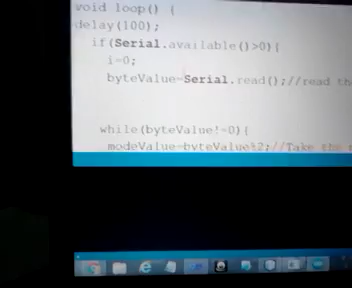 void loop() {
delay(100);
if(Serial.available()>0){
i=0;
byteValue=Serial.read();//read th
while(byteValue!=0){
modeValue=byteValue%2;//Take the